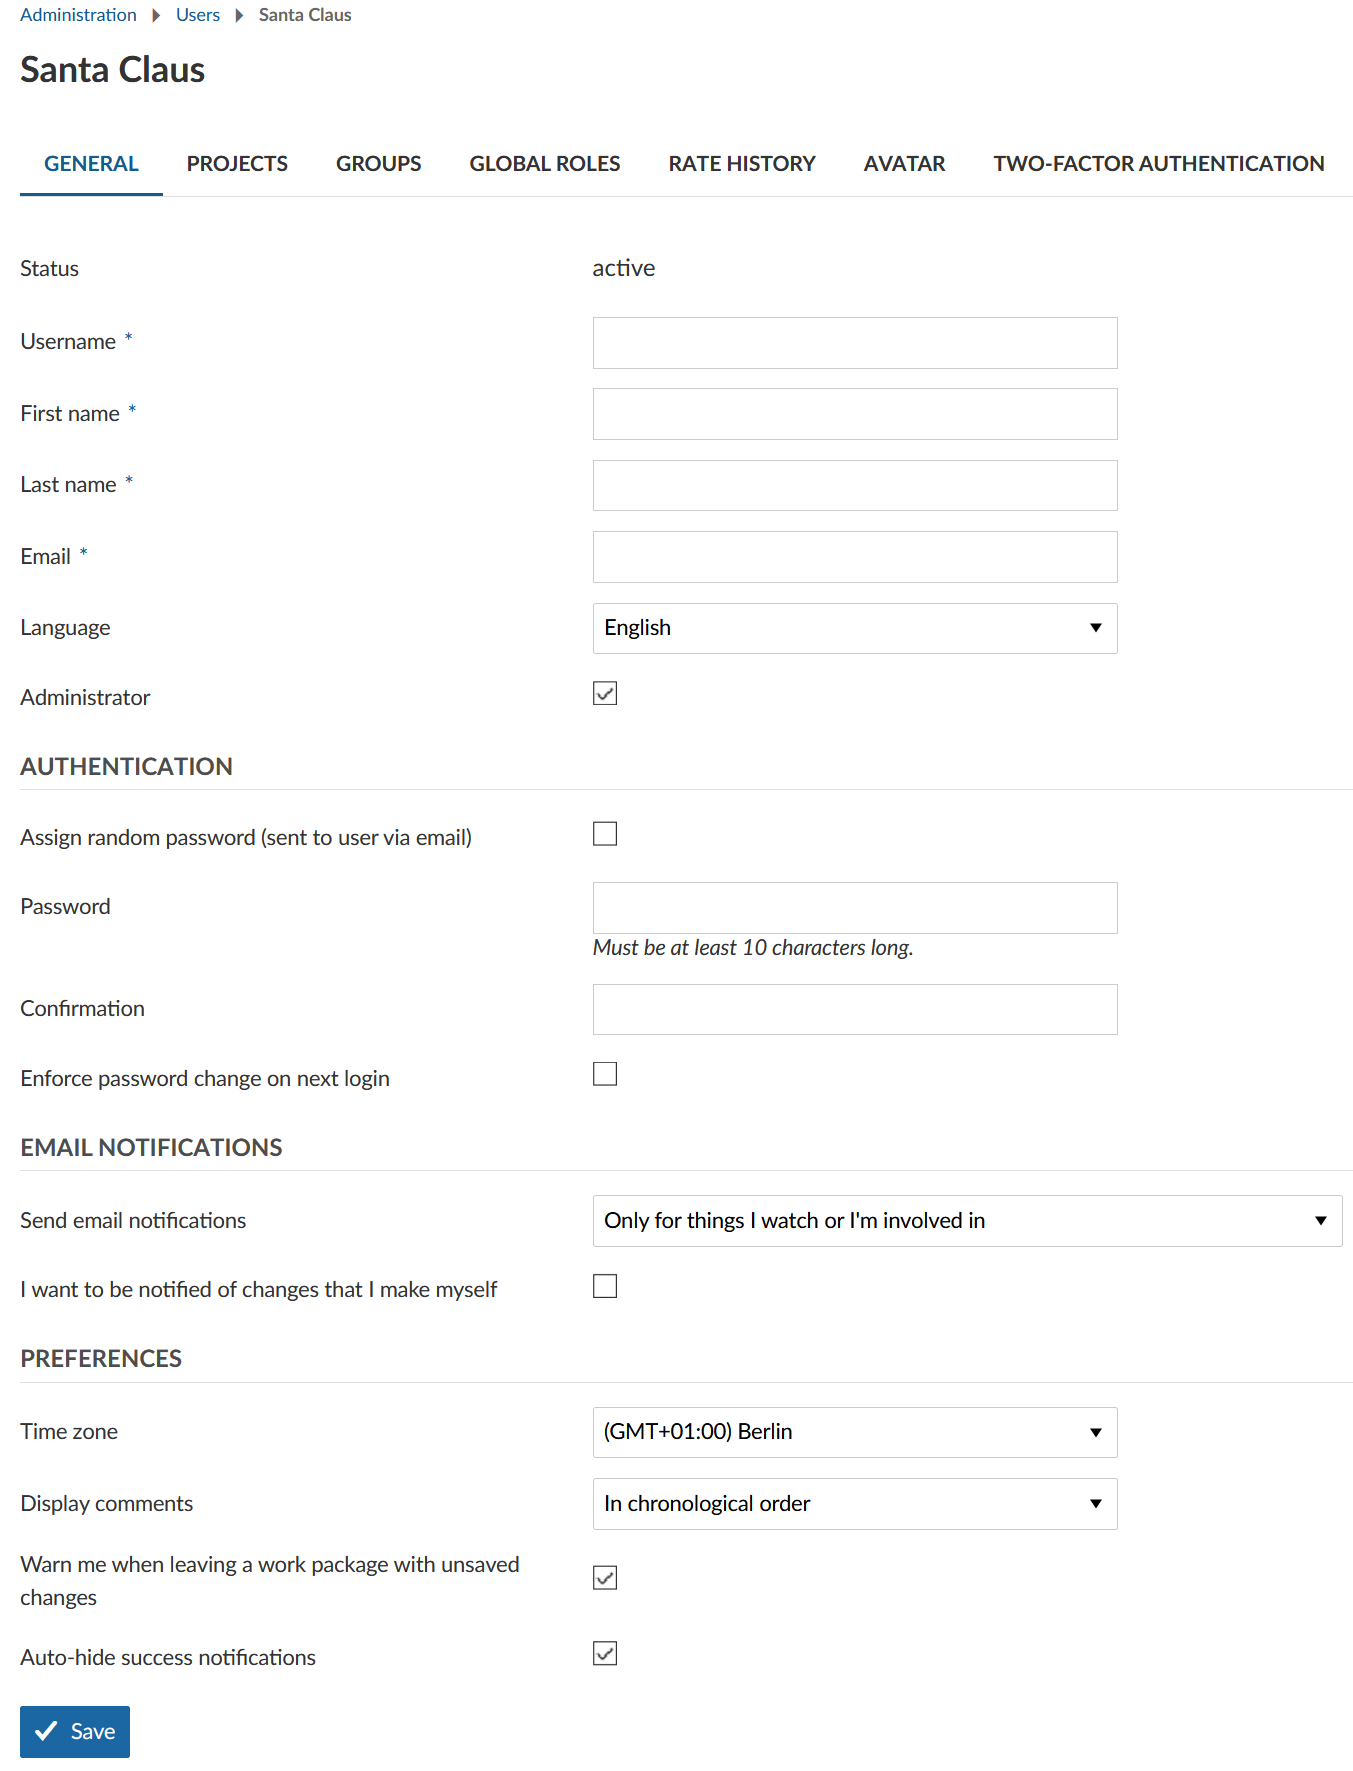 Administration Users Santa Claus
Santa Claus
GENERAL PROJECTS GROUPS GLOBAL ROLES RATE HISTORY AVATAR TWO-FACTOR AUTHENTICATION
Status active
Username *
First name *
Last name *
Email *
Language English
Administrator
AUTHENTICATION
Assign random password (sent to user via email)
Password
Must be at least 10 characters long.
Confirmation
Enforce password change on next login
EMAIL NOTIFICATIONS
Send email notifications Only for things I watch or I'm involved in
I want to be notified of changes that I make myself
PREFERENCES
Time zone (GMT+01:00) Berlin
Display comments In chronological order
Warn me when leaving a work package with unsaved
changes
Auto-hide success notifications
Save